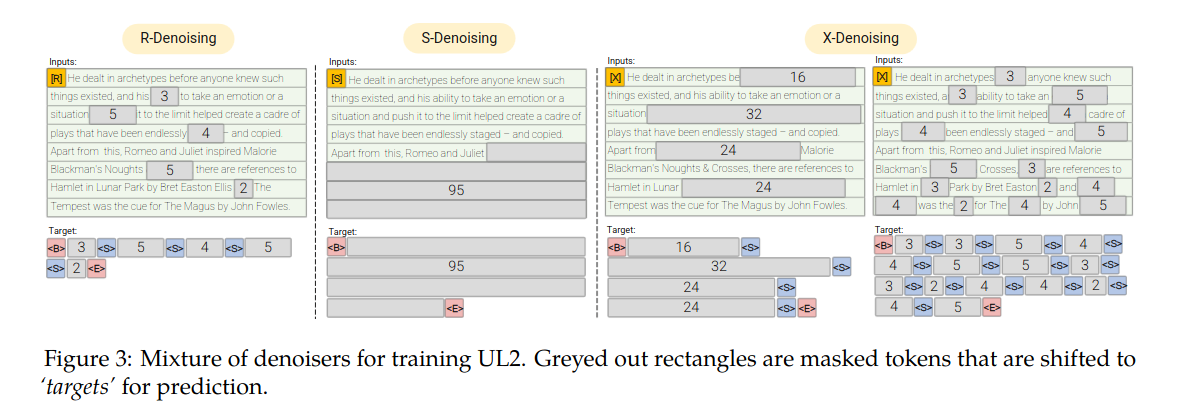 R-Denoising
Inputs:
[R] He dealt in archetypes before anyone knew such
things existed, and his 3 to take an emotion or a
situation 5 it to the limit helped create a cadre of
plays that have been endlessly 4 – and copied.
Apart from this, Romeo and Juliet inspired Malorie
Blackman's Noughts 5 there are references to
Hamlet in Lunar Park by Bret Easton Ellis 2 The
Tempest was the cue for The Magus by John Fowles.
Target:
<B> 3 <S> 5 <S> 4 <S> 5
<S> 2 <E>
S-Denoising
Inputs:
[S] He dealt in archetypes before anyone knew such
things existed, and his ability to take an emotion or a
situation and push it to the limit helped create a cadre of
plays that have been endlessly staged – and copied.
Apart from this, Romeo and Juliet
95
Target:
<B>
95
<E>
X-Denoising
Inputs:
[X] He dealt in archetypes be 16
things existed, and his ability to take an emotion or a
situation 32
plays that have been endlessly staged – and copied.
Apart from 24 Malorie
Blackman's Noughts & Crosses, there are references to
Hamlet in Lunar 24
Tempest was the cue for The Magus by John Fowles.
Target:
<B> 16 <S>
32 <S>
24 <S>
24 <S> <E>
Inputs:
[X] He dealt in archetypes 3 anyone knew such
things existed, a 3 ability to take an 5
situation and push it to the limit helped 4 cadre of
plays 4 been endlessly staged – and 5
Apart from this, Romeo and Juliet inspired Malorie
Blackman's 5 Crosses, 3 are references to
Hamlet in 3 Park by Bret Easton 2 and 4
4 was the 2 for The 4 by John 5
Target:
<B> 3 <S> 3 <S> 5 <S> 4 <S>
4 <S> 5 <S> 5 <S> 3 <S>
3 <S> 2 <S> 4 <S> 4 <S> 2 <S>
4 <S> 5 <E>
Figure 3: Mixture of denoisers for training UL2. Greyed out rectangles are masked tokens that are shifted to
'targets' for prediction.